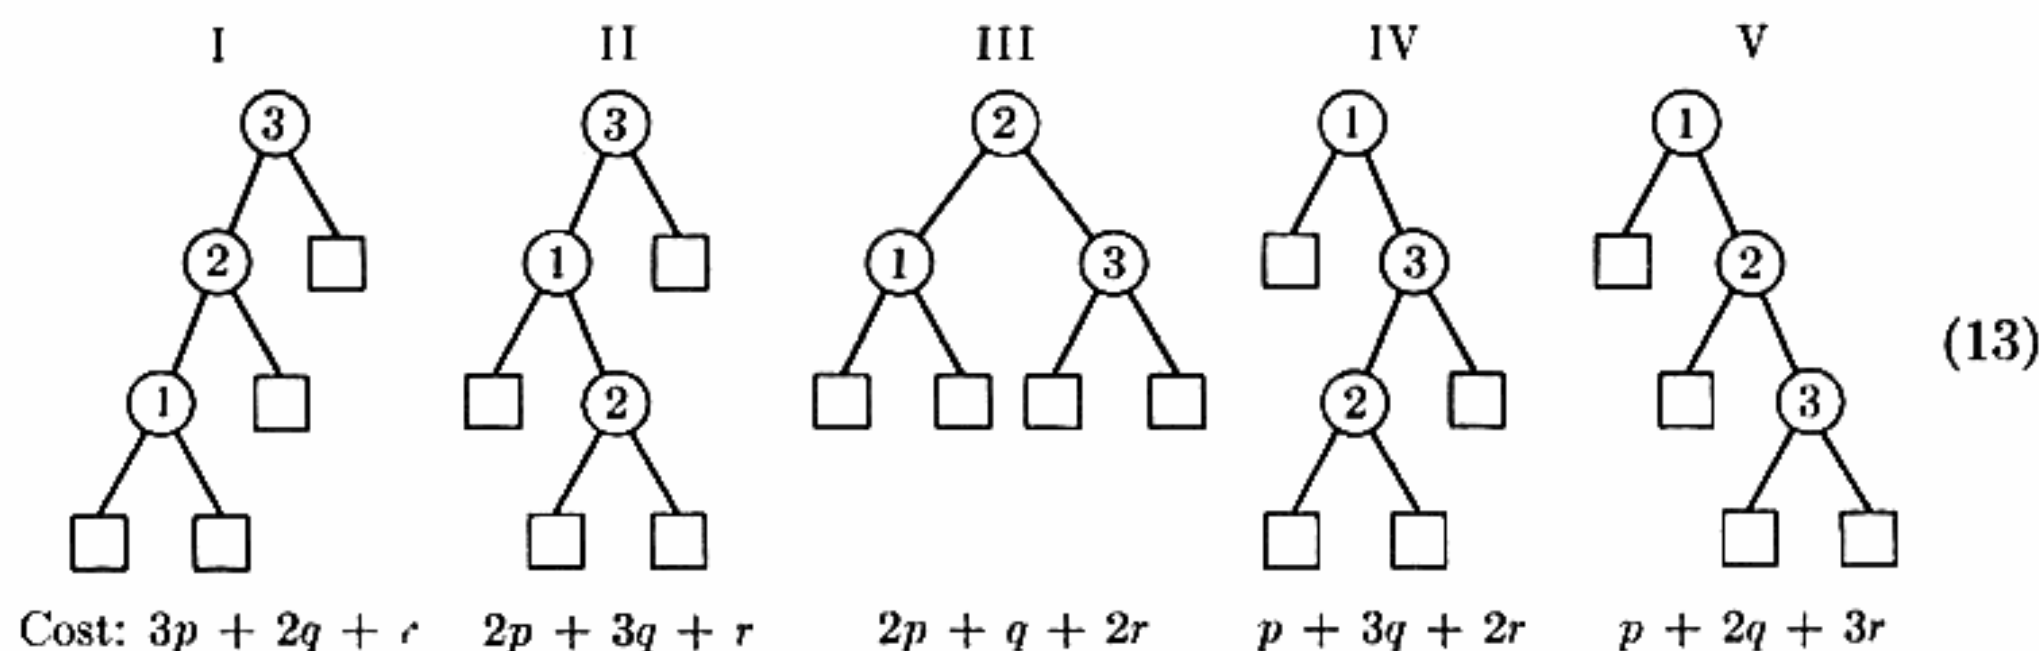 I II III IV V
3 3 2 1 1
2 1 1 3 3 2
(13)
1 2 2 3
Cost: 3p + 2q + r 2p + 3q + r 2p + q + 2r p + 3q + 2r p + 2q + 3r